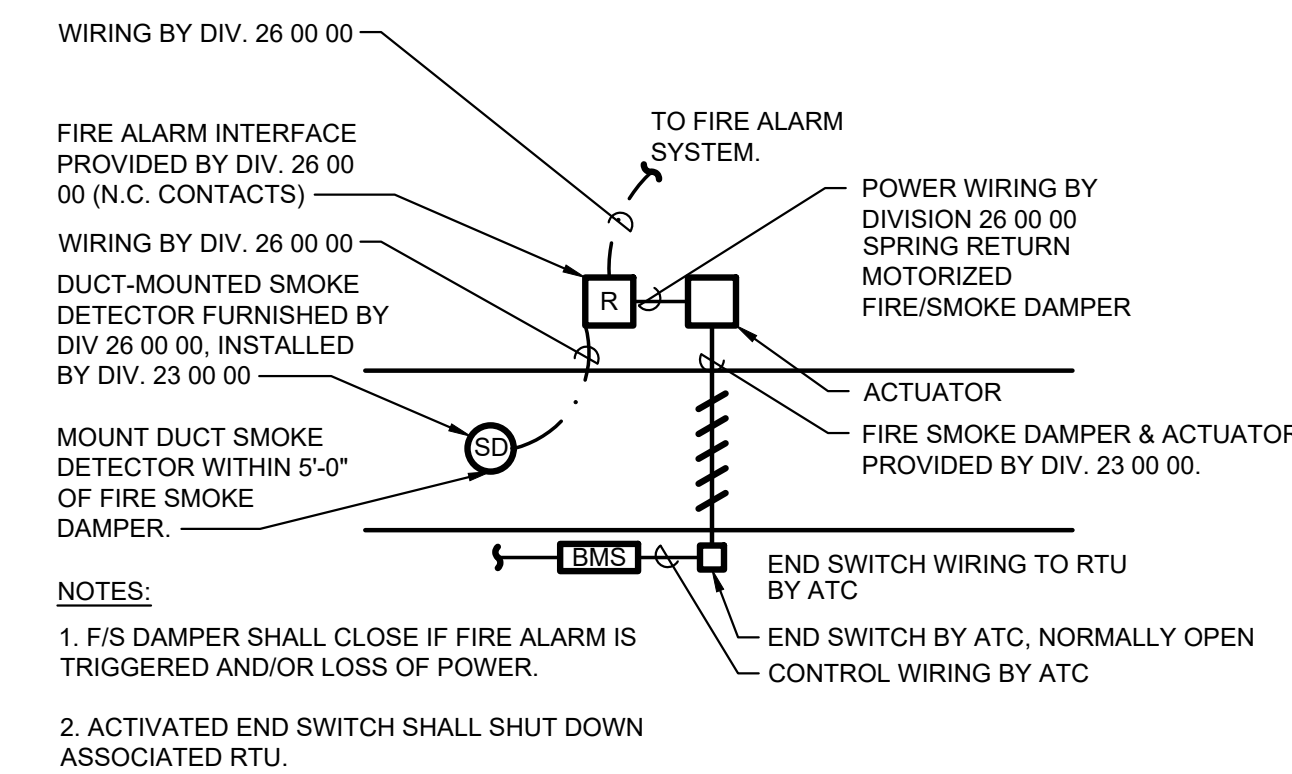 WIRING BY DIV. 26 00 00
FIRE ALARM INTERFACE
PROVIDED BY DIV. 26 00
00 (N.C. CONTACTS)
WIRING BY DIV. 26 00 00
DUCT-MOUNTED SMOKE
DETECTOR FURNISHED BY
DIV 26 00 00, INSTALLED
BY DIV. 23 00 00
MOUNT DUCT SMOKE
DETECTOR WITHIN 5'-0"
OF FIRE SMOKE
DAMPER.
TO FIRE ALARM
SYSTEM.
R
SD
BMS
POWER WIRING BY
DIVISION 26 00 00
SPRING RETURN
MOTORIZED
FIRE/SMOKE DAMPER
ACTUATOR
FIRE SMOKE DAMPER & ACTUATOR
PROVIDED BY DIV. 23 00 00.
END SWITCH WIRING TO RTU
BY ATC
END SWITCH BY ATC, NORMALLY OPEN
CONTROL WIRING BY ATC
NOTES:
1. F/S DAMPER SHALL CLOSE IF FIRE ALARM IS
TRIGGERED AND/OR LOSS OF POWER.
2. ACTIVATED END SWITCH SHALL SHUT DOWN
ASSOCIATED RTU.